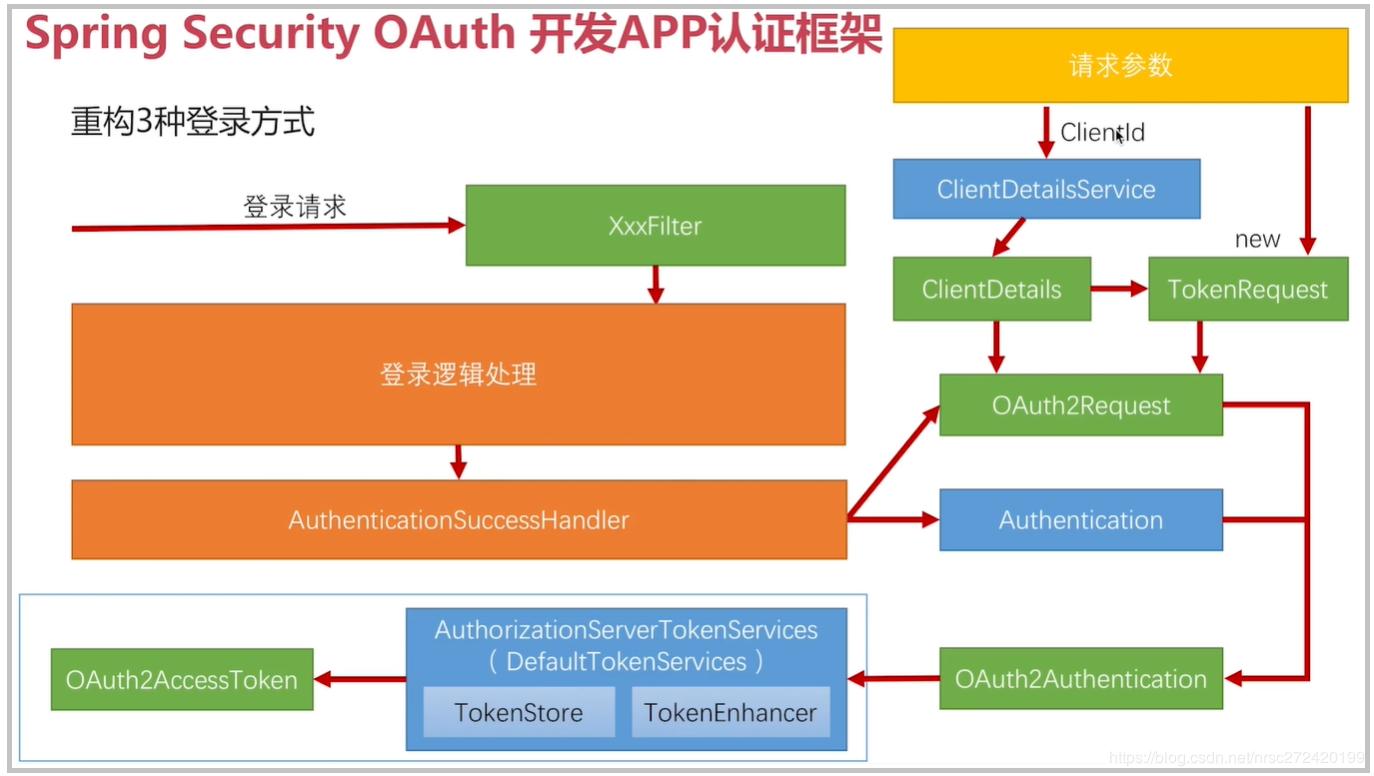 Spring Security OAuth 开发APP认证框架
请求参数
重构3种登录方式
ClientId
ClientDetailsService
登录请求
XxxFilter
new
ClientDetails
TokenRequest
登录逻辑处理
OAuth2Request
AuthenticationSuccessHandler
Authentication
AuthorizationServerTokenServices
（ DefaultTokenServices ）
OAuth2AccessToken
OAuth2Authentication
TokenStore
TokenEnhancer
https://blog.csdn.net/nrsc272420199